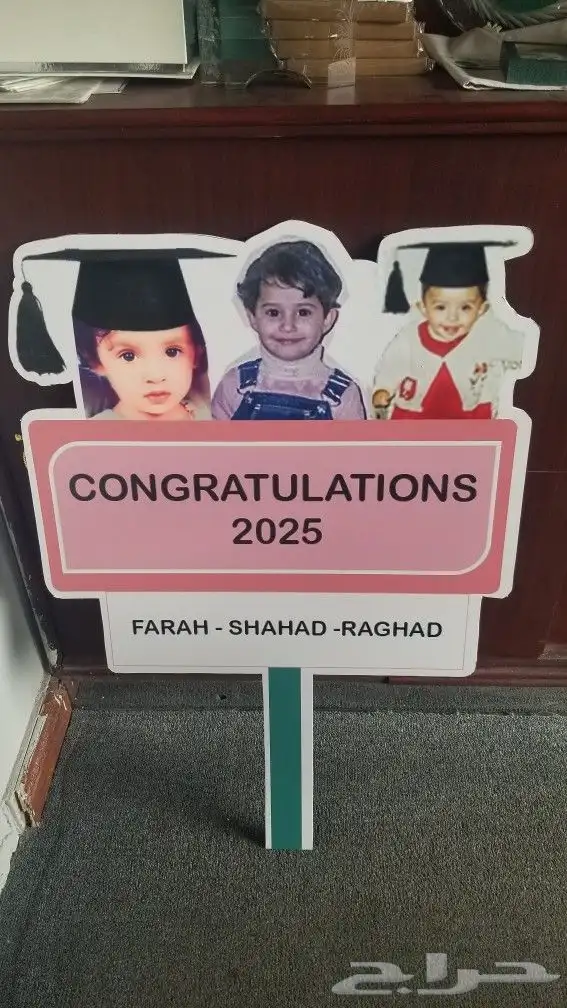 CONGRATULATIONS
2025
FARAH - SHAHAD -RAGHAD
حراج